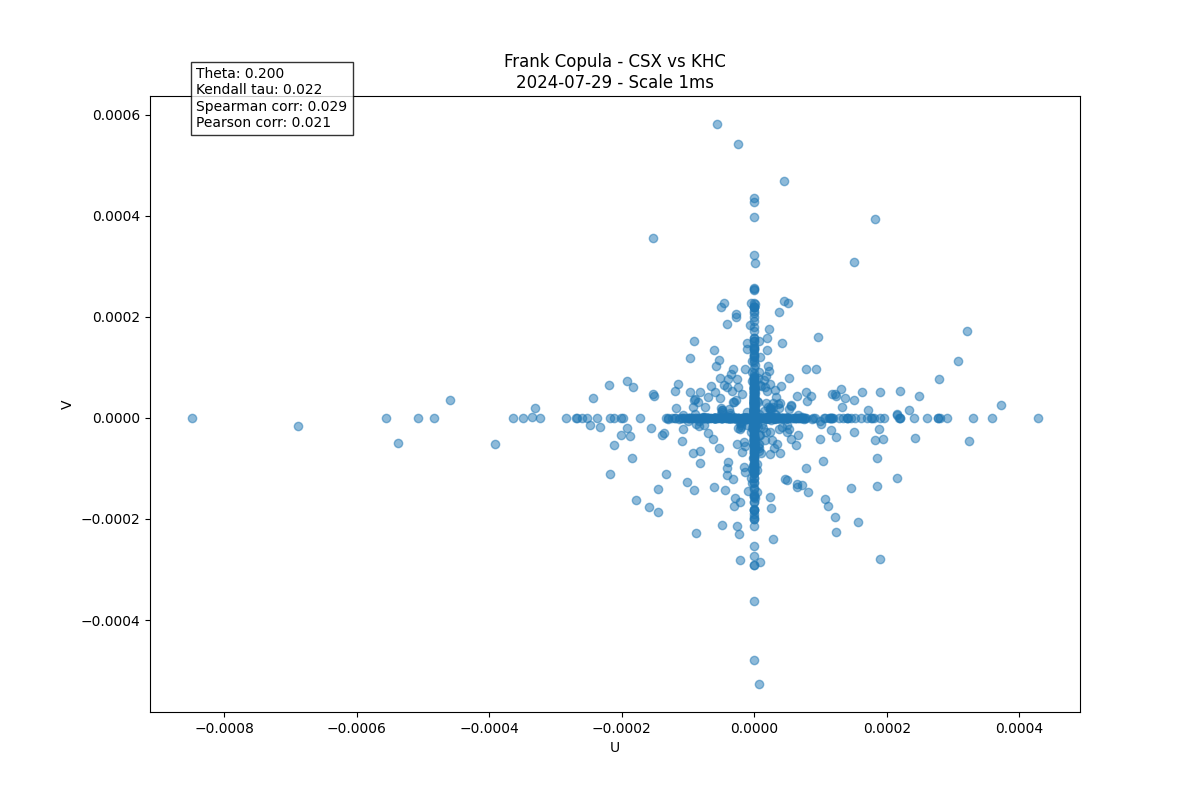 Frank Copula - CSX vs KHC
2024-07-29 - Scale 1ms
Theta: 0.200
Kendall tau: 0.022
Spearman corr: 0.029
Pearson corr: 0.021
0.0006
0.0004
0.0002
0.0000
−0.0002
−0.0004
V
−0.0008
−0.0006
−0.0004
−0.0002
0.0000
0.0002
0.0004
U